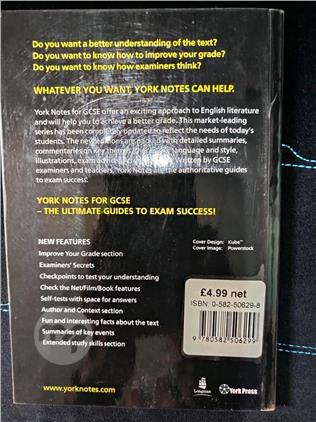 Do you want a better understanding of the text?
Do you want to know how to improve your grade?
Do you want to know how examiners think?
WHATEVER YOU WANT, YORK NOTES CAN HELP.
York Notes for GCSE offer an exciting approach to English literature
and will help you to achieve a better grade. This market-leading
series has been completely updated to reflect the needs of today's
students. The new editions are packed with detailed summaries,
commentaries on key themes, language and style,
illustrations, exam advice Written by GCSE
examiners and teachers, York Notes are the authoritative guides
to exam success.
YORK NOTES FOR GCSE
– THE ULTIMATE GUIDES TO EXAM SUCCESS!
NEW FEATURES
Improve Your Grade section
Examiners' Secrets
Checkpoints to test your understanding
Check the Net/Film/Book features
Self-tests with space for answers
Author and Context section
Fun and interesting facts about the text
Summaries of key events
Extended study skills section
Cover Design: Kube™
Cover Image: Powerstock
£4.99 net
ISBN: 0-582-50629-8
9 780582 506299
www.yorknotes.com
Longman
York Press